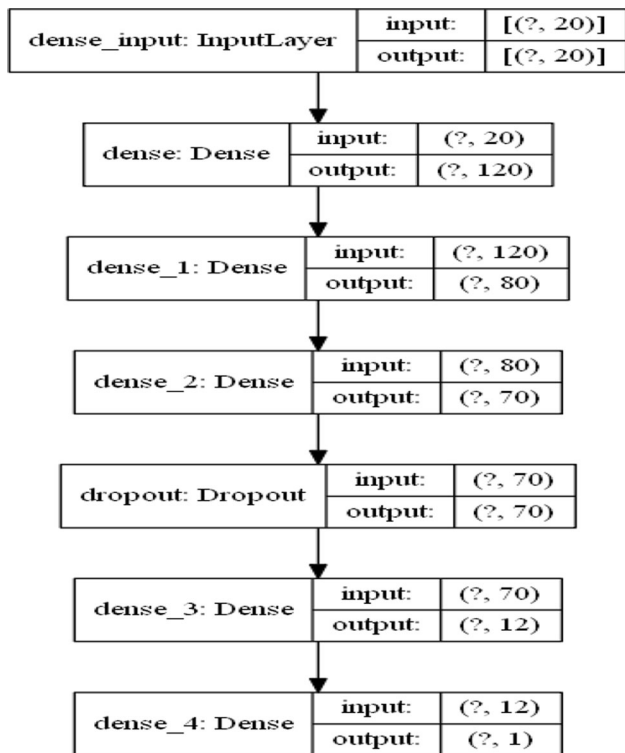 dense_input: InputLayer
input: [(?, 20)]
output: [(?, 20)]
dense: Dense
input: (?, 20)
output: (?, 120)
dense_1: Dense
input: (?, 120)
output: (?, 80)
dense_2: Dense
input: (?, 80)
output: (?, 70)
dropout: Dropout
input: (?, 70)
output: (?, 70)
dense_3: Dense
input: (?, 70)
output: (?, 12)
dense_4: Dense
input: (?, 12)
output: (?, 1)